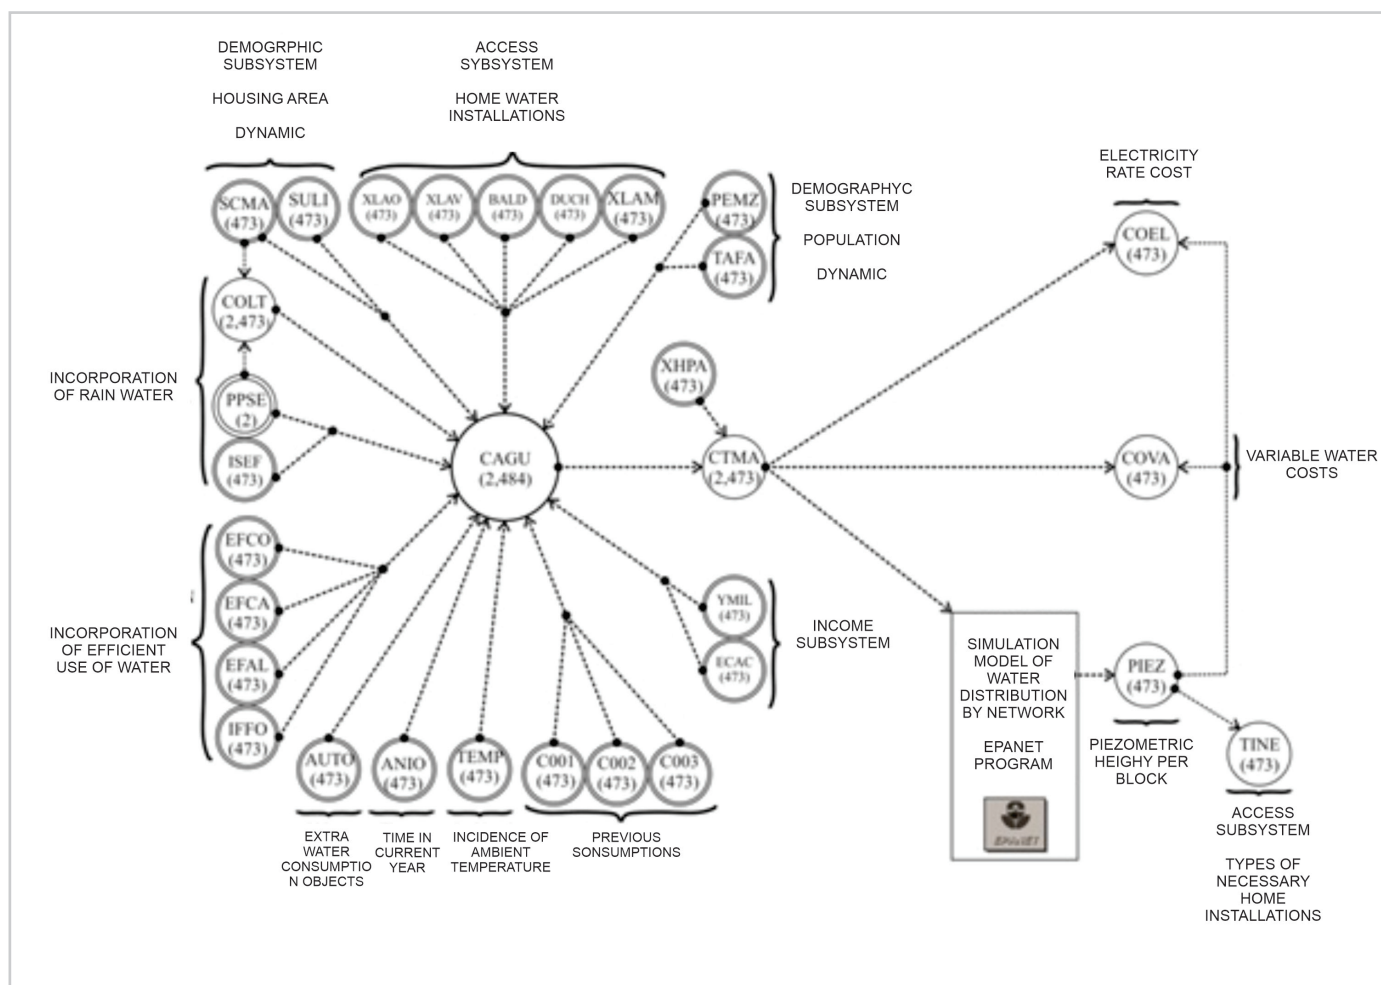 DEMOGRPHIC
SUBSYSTEM
HOUSING AREA
DYNAMIC
ACCESS
SYBSYSTEM
HOME WATER
INSTALLATIONS
SCMA
(473)
SULI
(473)
XLAO
(473)
XLAV
(473)
BALD
(473)
DUCH
(473)
XLAM
(473)
PEMZ
(473)
TAFA
(473)
DEMOGRAPHYC
SUBSYSTEM
POPULATION
DYNAMIC
ELECTRICITY
RATE COST
COEL
(473)
INCORPORATION
OF RAIN WATER
COLT
(2,473)
PPSE
(2)
ISEF
(473)
XHPA
(473)
CAGU
(2,484)
CTMA
(2,473)
COVA
(473)
VARIABLE WATER
COSTS
INCORPORATION
OF EFFICIENT
USE OF WATER
EFCO
(473)
EFCA
(473)
EFAL
(473)
IFFO
(473)
YMIL
(473)
ECAC
(473)
INCOME
SUBSYSTEM
SIMULATION
MODEL OF
WATER
DISTRIBUTION
BY NETWORK
EPANET
PROGRAM
EPANET
PIEZ
(473)
PIEZOMETRIC
HEIGHY PER
BLOCK
TINE
(473)
ACCESS
SUBSYSTEM
TYPES OF
NECESSARY
HOME
INSTALLATIONS
AUTO
(473)
ANIO
(473)
TEMP
(473)
C001
(473)
C002
(473)
C003
(473)
EXTRA
WATER
CONSUMPTIO
N OBJECTS
TIME IN
CURRENT
YEAR
INCIDENCE OF
AMBIENT
TEMPERATURE
PREVIOUS
SONSUMPTIONS